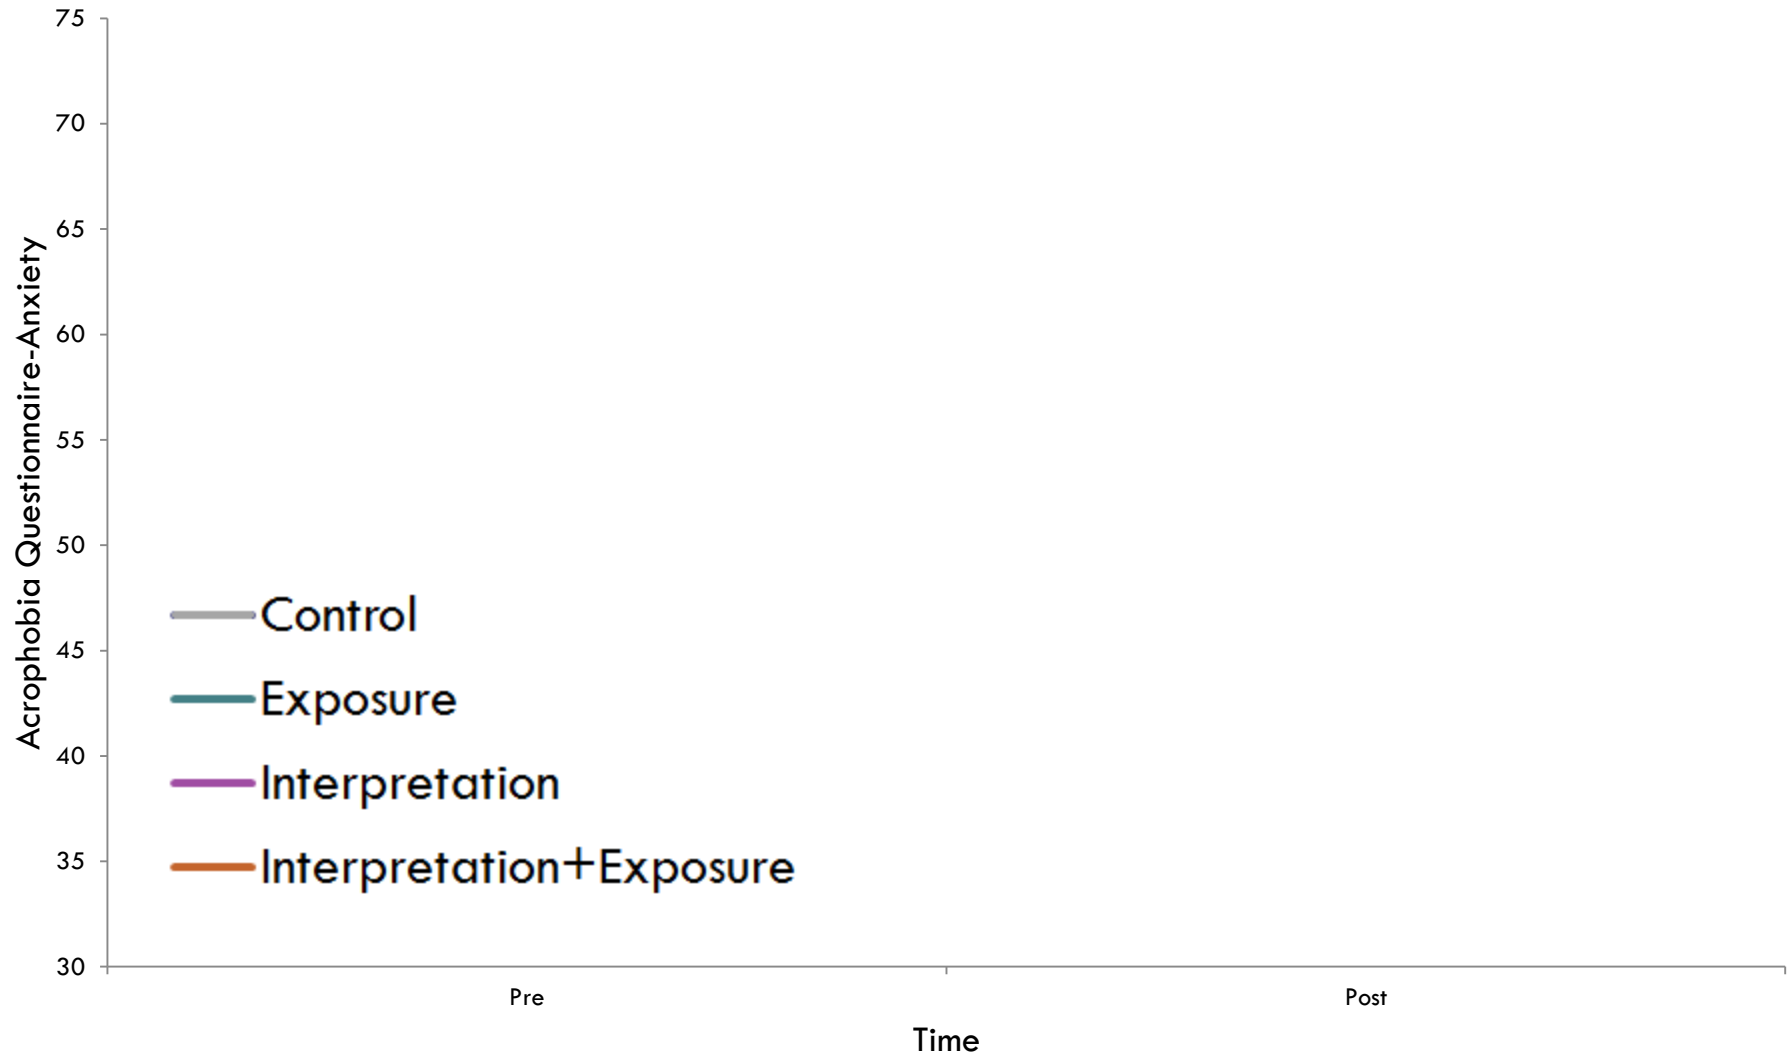 75
70
65
60
55
50
45
40
35
30
Acrophobia Questionnaire-Anxiety
Control
Exposure
Interpretation
Interpretation+Exposure
Pre
Post
Time